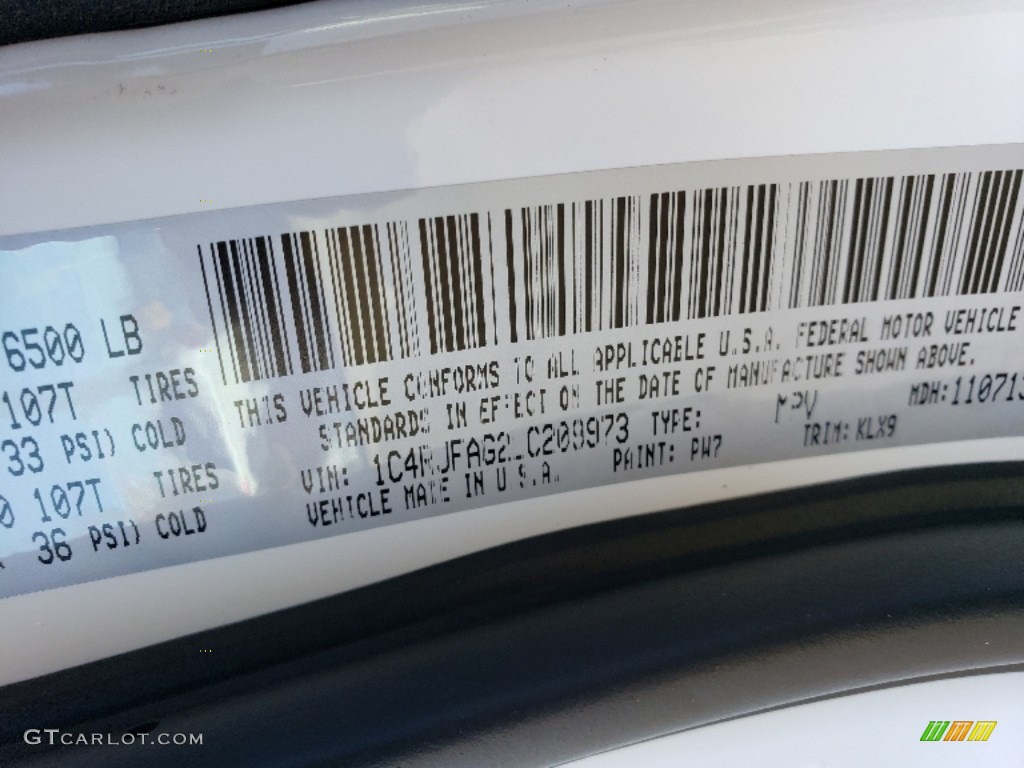 6500 LB
107T TIRES
33 PSI) COLD
0 107T TIRES
36 PSI) COLD
THIS VEHICLE CONFORMS TO ALL APPLICABLE U.S.A. FEDERAL MOTOR VEHICLE
STANDARDS IN EFFECT ON THE DATE OF MANUFACTURE SHOWN ABOVE.
VIN: TYPE: MPV MDH:
VEHICLE MADE IN U.S.A. PAINT: PW7 TRIM: KLX9
GTCARLOT.COM